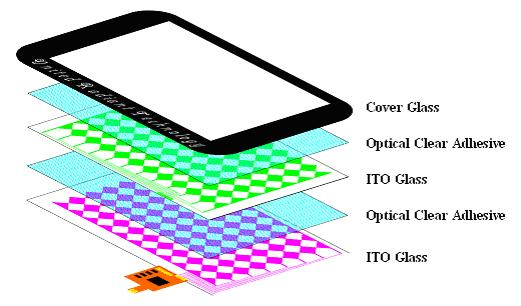 United Radiant Technology
Cover Glass
Optical Clear Adhesive
ITO Glass
Optical Clear Adhesive
ITO Glass